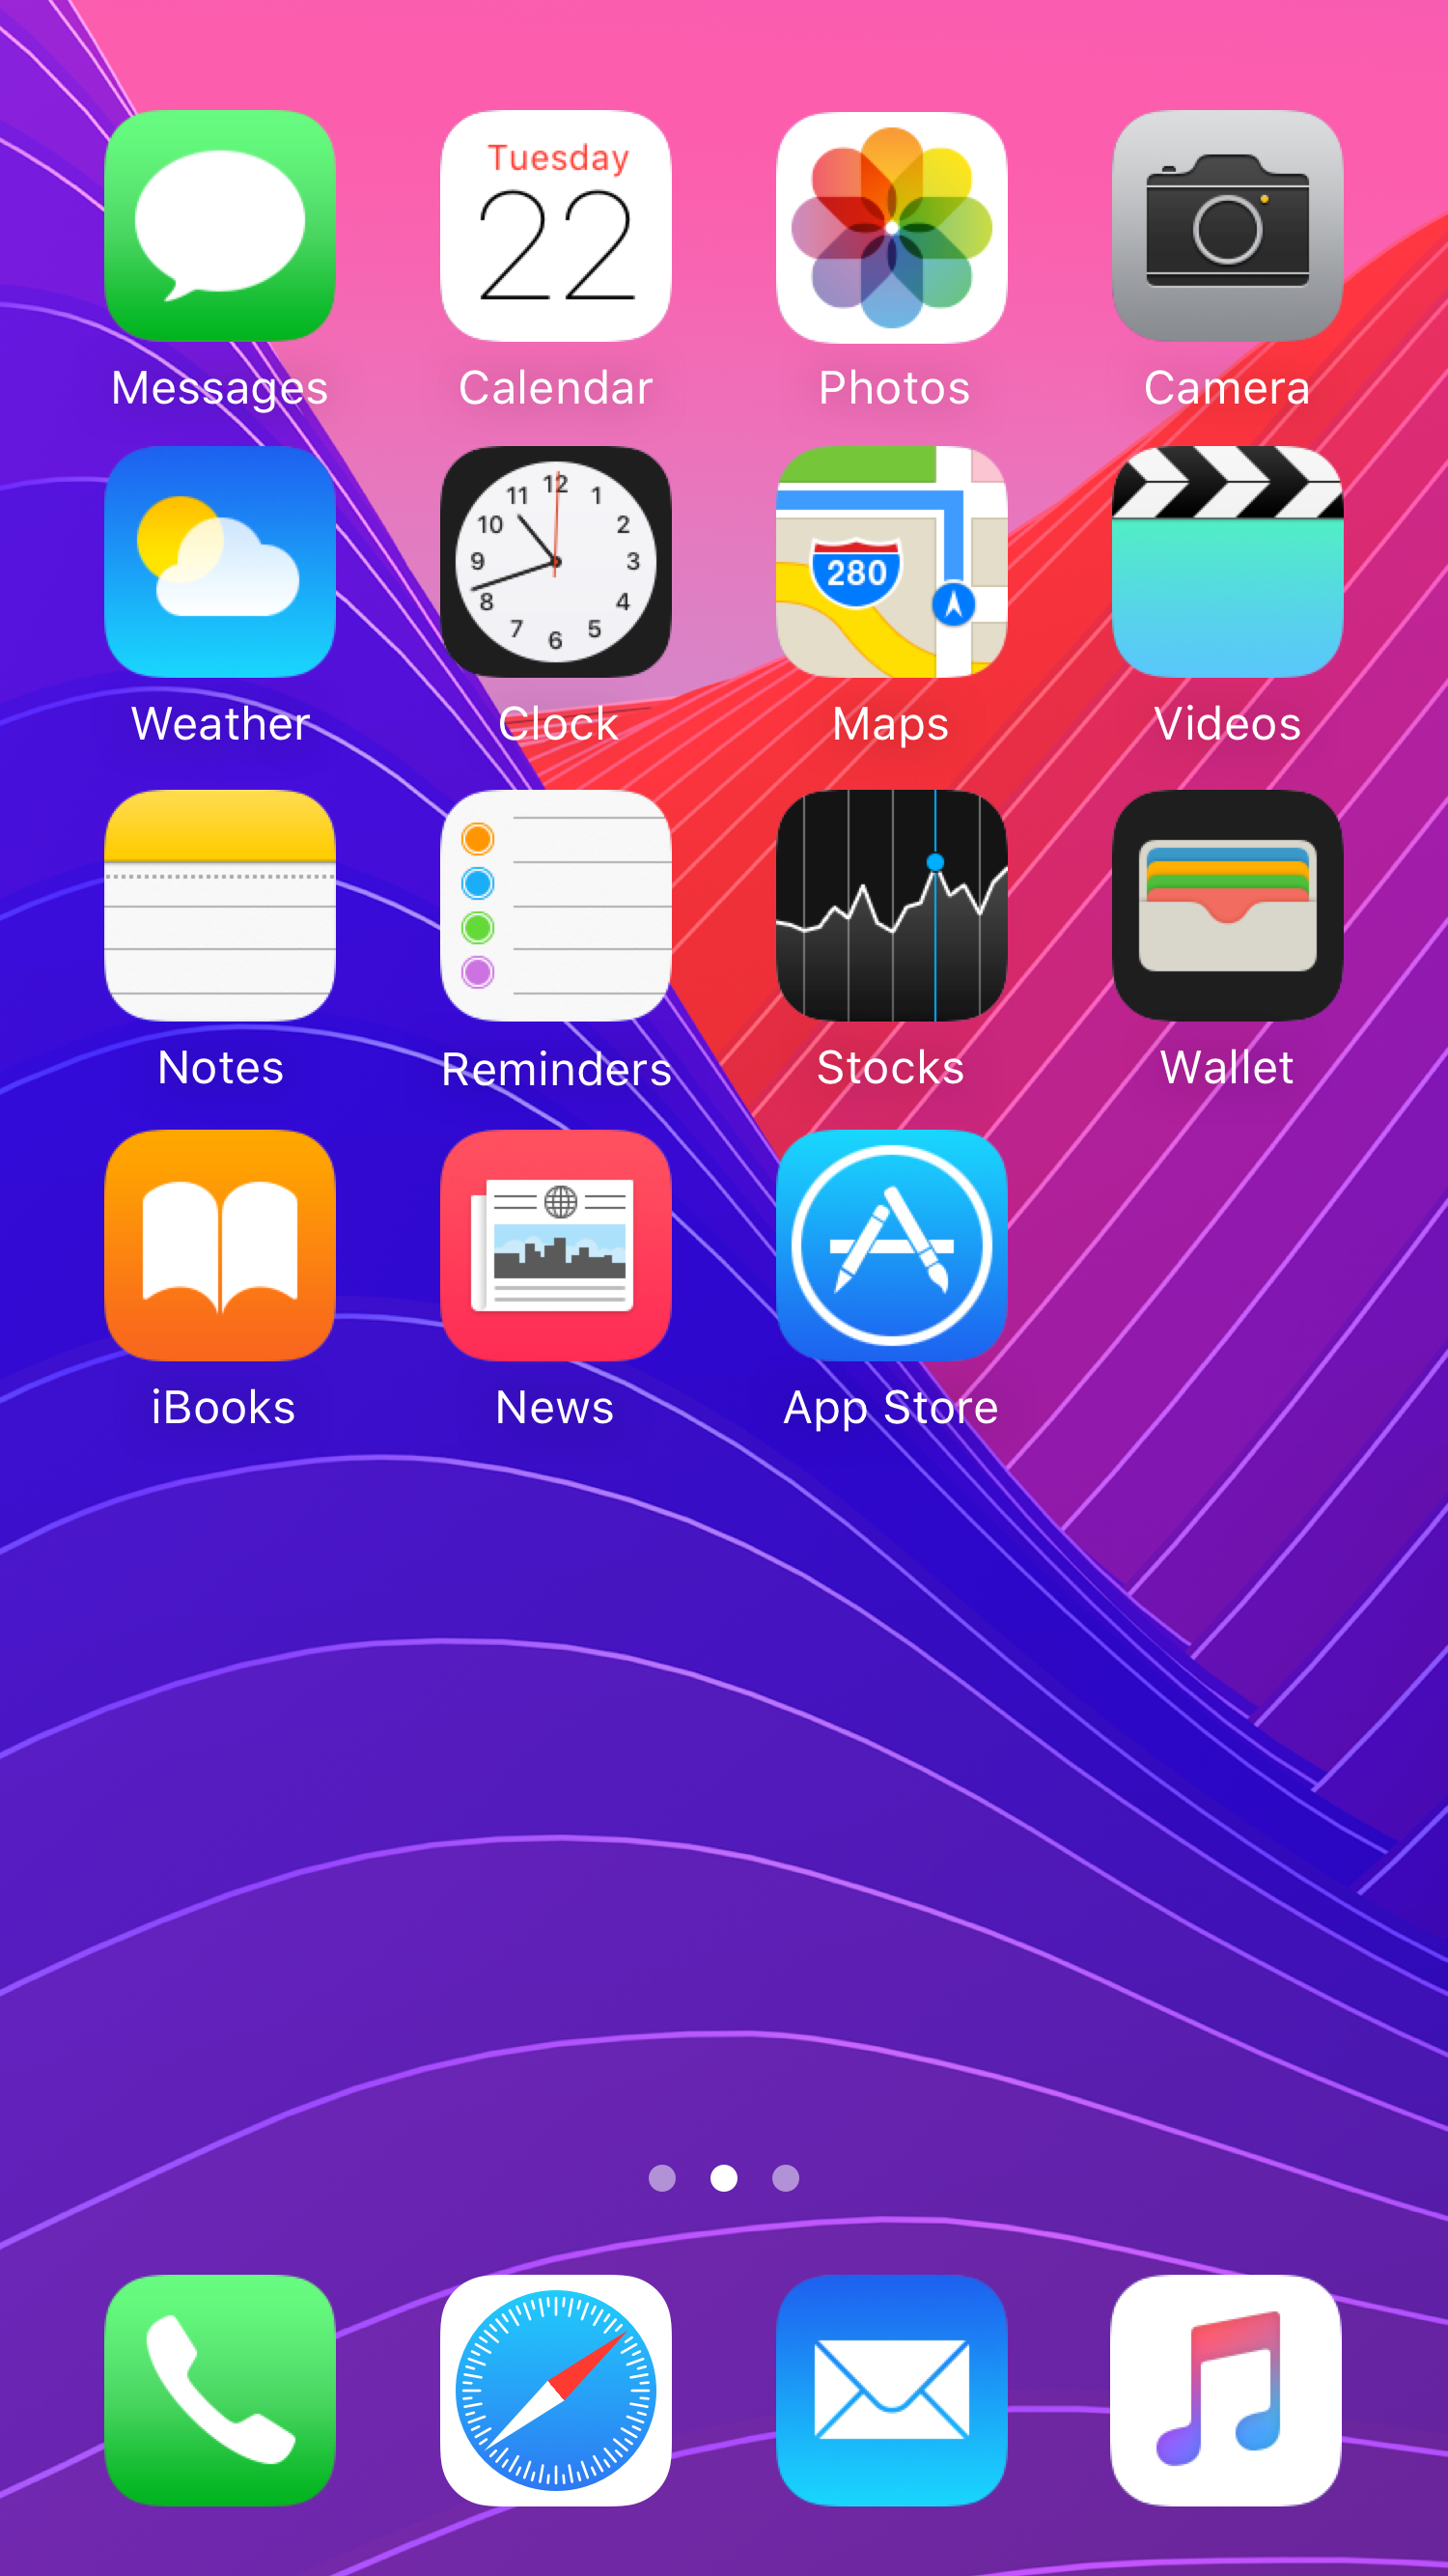 Tuesday
22
Messages
Calendar
Photos
Camera
12
11
1
10
2
9
3
8
4
7
5
6
280
Weather
Clock
Maps
Videos
Notes
Reminders
Stocks
Wallet
iBooks
News
App Store